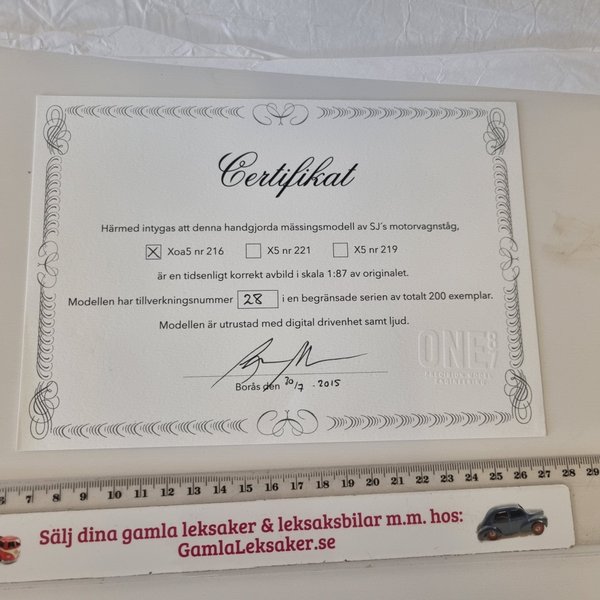 Certifikat
Härmed intygas att denna handgjorda mässingsmodell av SJ´s motorvagnståg,
Xoa5 nr 216 X5 nr 221 X5 nr 219
är en tidsenligt korrekt avbild i skala 1:87 av originalet.
Modellen har tillverkningsnummer 28 i en begränsade serien av totalt 200 exemplar.
Modellen är utrustad med digital drivenhet samt ljud.
Borås den 30/7 .2015
ONE87
PRECISION MODEL
ENGINEERING
7 8 9 10 11 12 13 14 15 16 17 18 19 20 21 22 23 24 25 26 27 28 29
Sälj dina gamla leksaker & leksaksbilar m.m. hos:
GamlaLeksaker.se